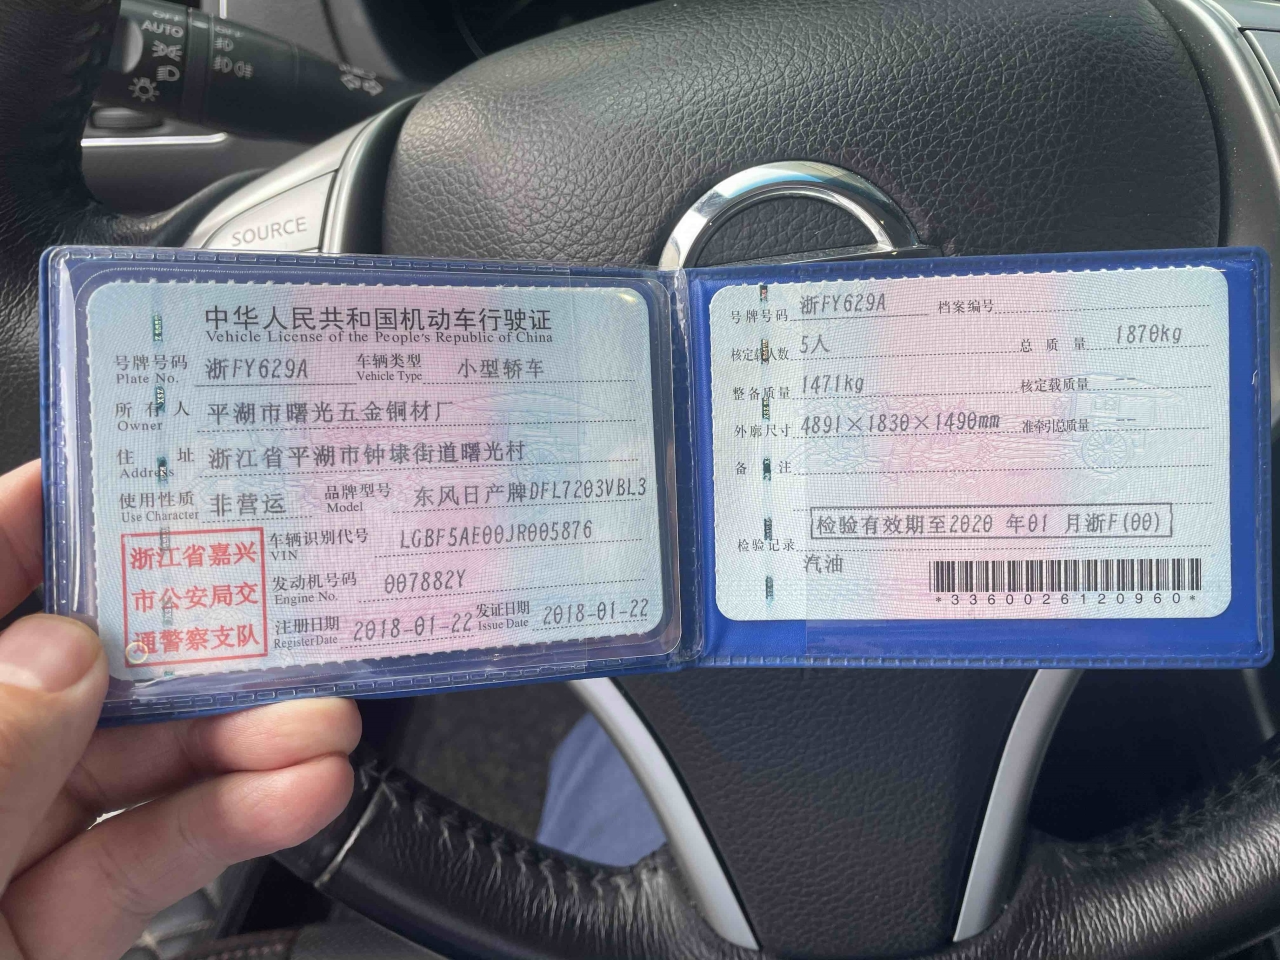 OFF
AUTO
OFF
SOURCE
中华人民共和国机动车行驶证
Vehicle License of the People's Republic of China
号牌号码 浙FY629A 车辆类型 小型轿车
Plate No. Vehicle Type
所有人 平湖市曙光五金铜材厂
Owner
住址 浙江省平湖市钟埭街道曙光村
Address
使用性质 非营运 品牌型号 东风日产牌DFL7203VBL3
Use Character Model
浙江省嘉兴
市公安局交
通警察支队
车辆识别代号 LGBF5AE00JR005876
VIN
发动机号码 007882Y
Engine No.
注册日期 2018-01-22 发证日期 2018-01-22
Register Date Issue Date
号牌号码 浙FY629A 档案编号
核定载人数 5人 总质量 1870kg
整备质量 1471kg 核定载质量
外廓尺寸 4891×1830×1490mm 准牵引总质量 --
备注
检验有效期至2020 年01 月浙F(00)
检验记录
汽油
*3360026120960*